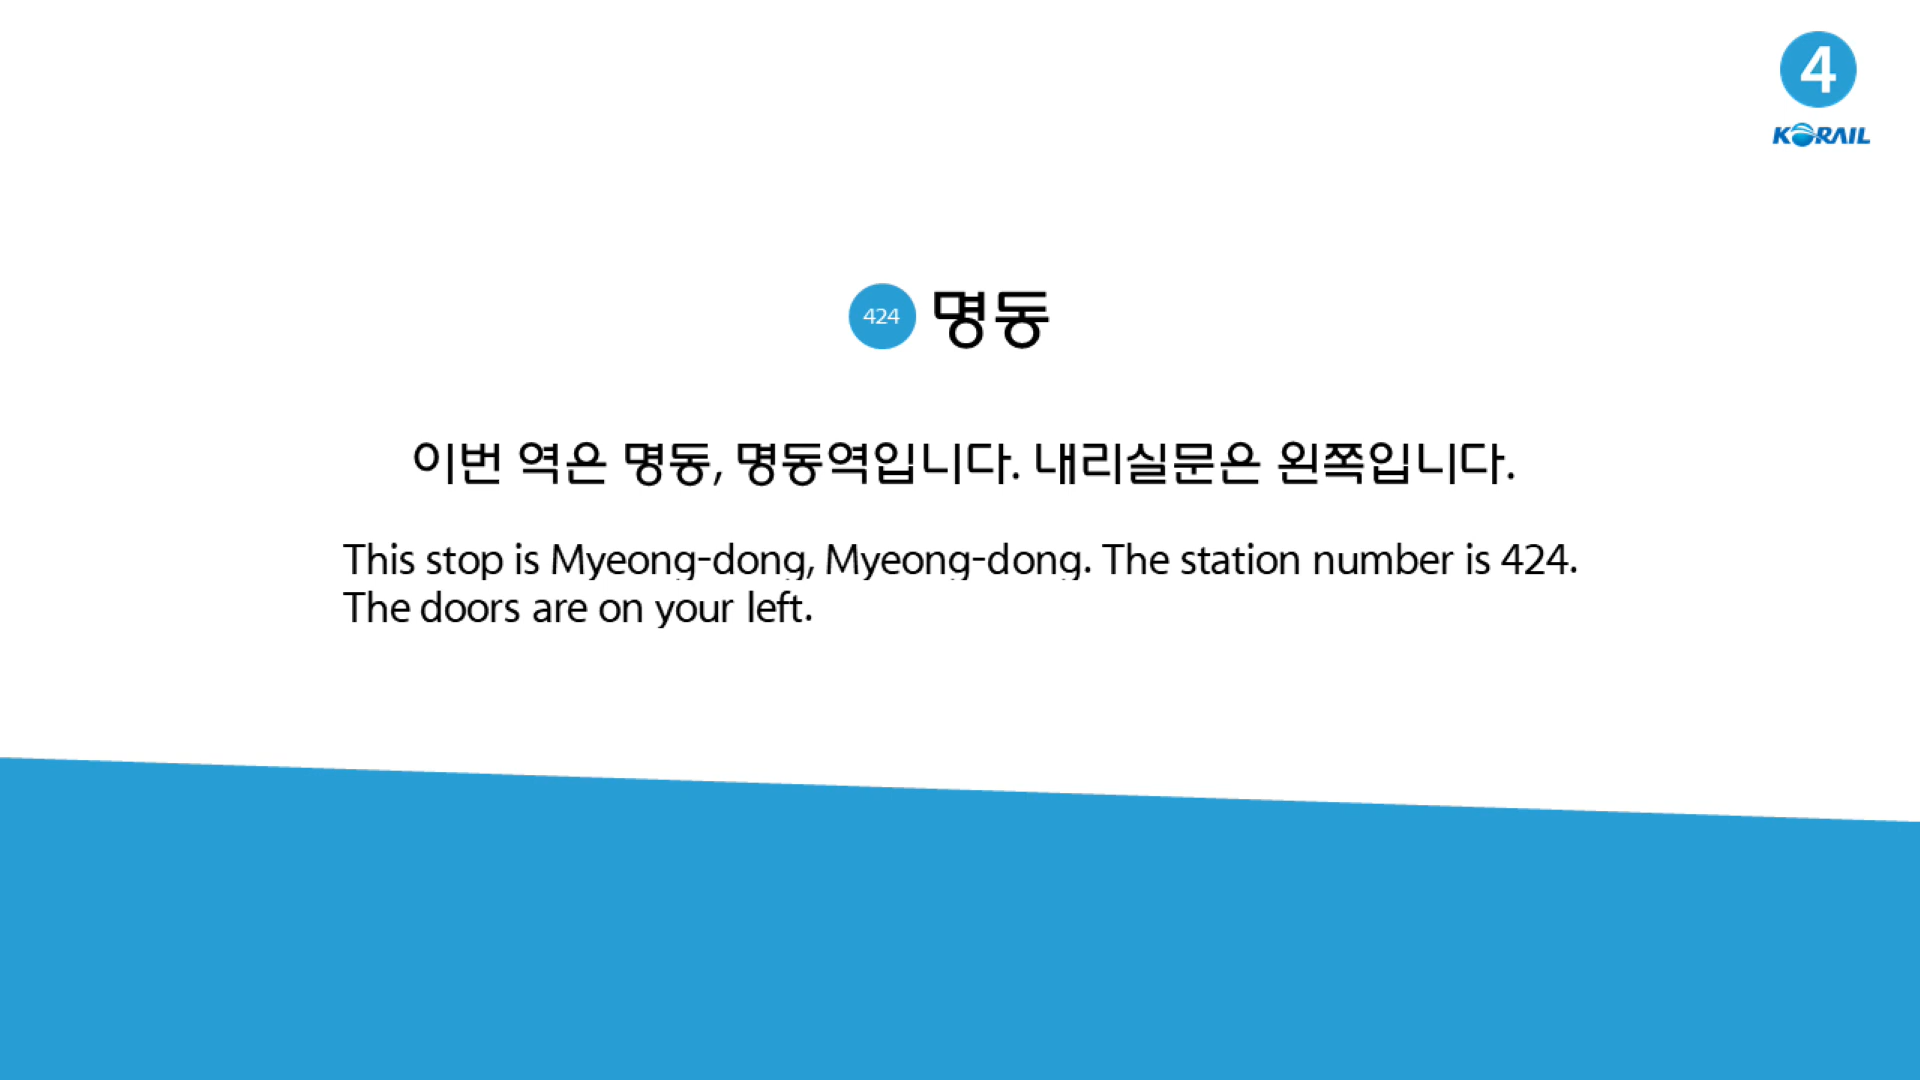 4
KORAIL
424 명동
이번 역은 명동, 명동역입니다. 내리실문은 왼쪽입니다.
This stop is Myeong-dong, Myeong-dong. The station number is 424.
The doors are on your left.